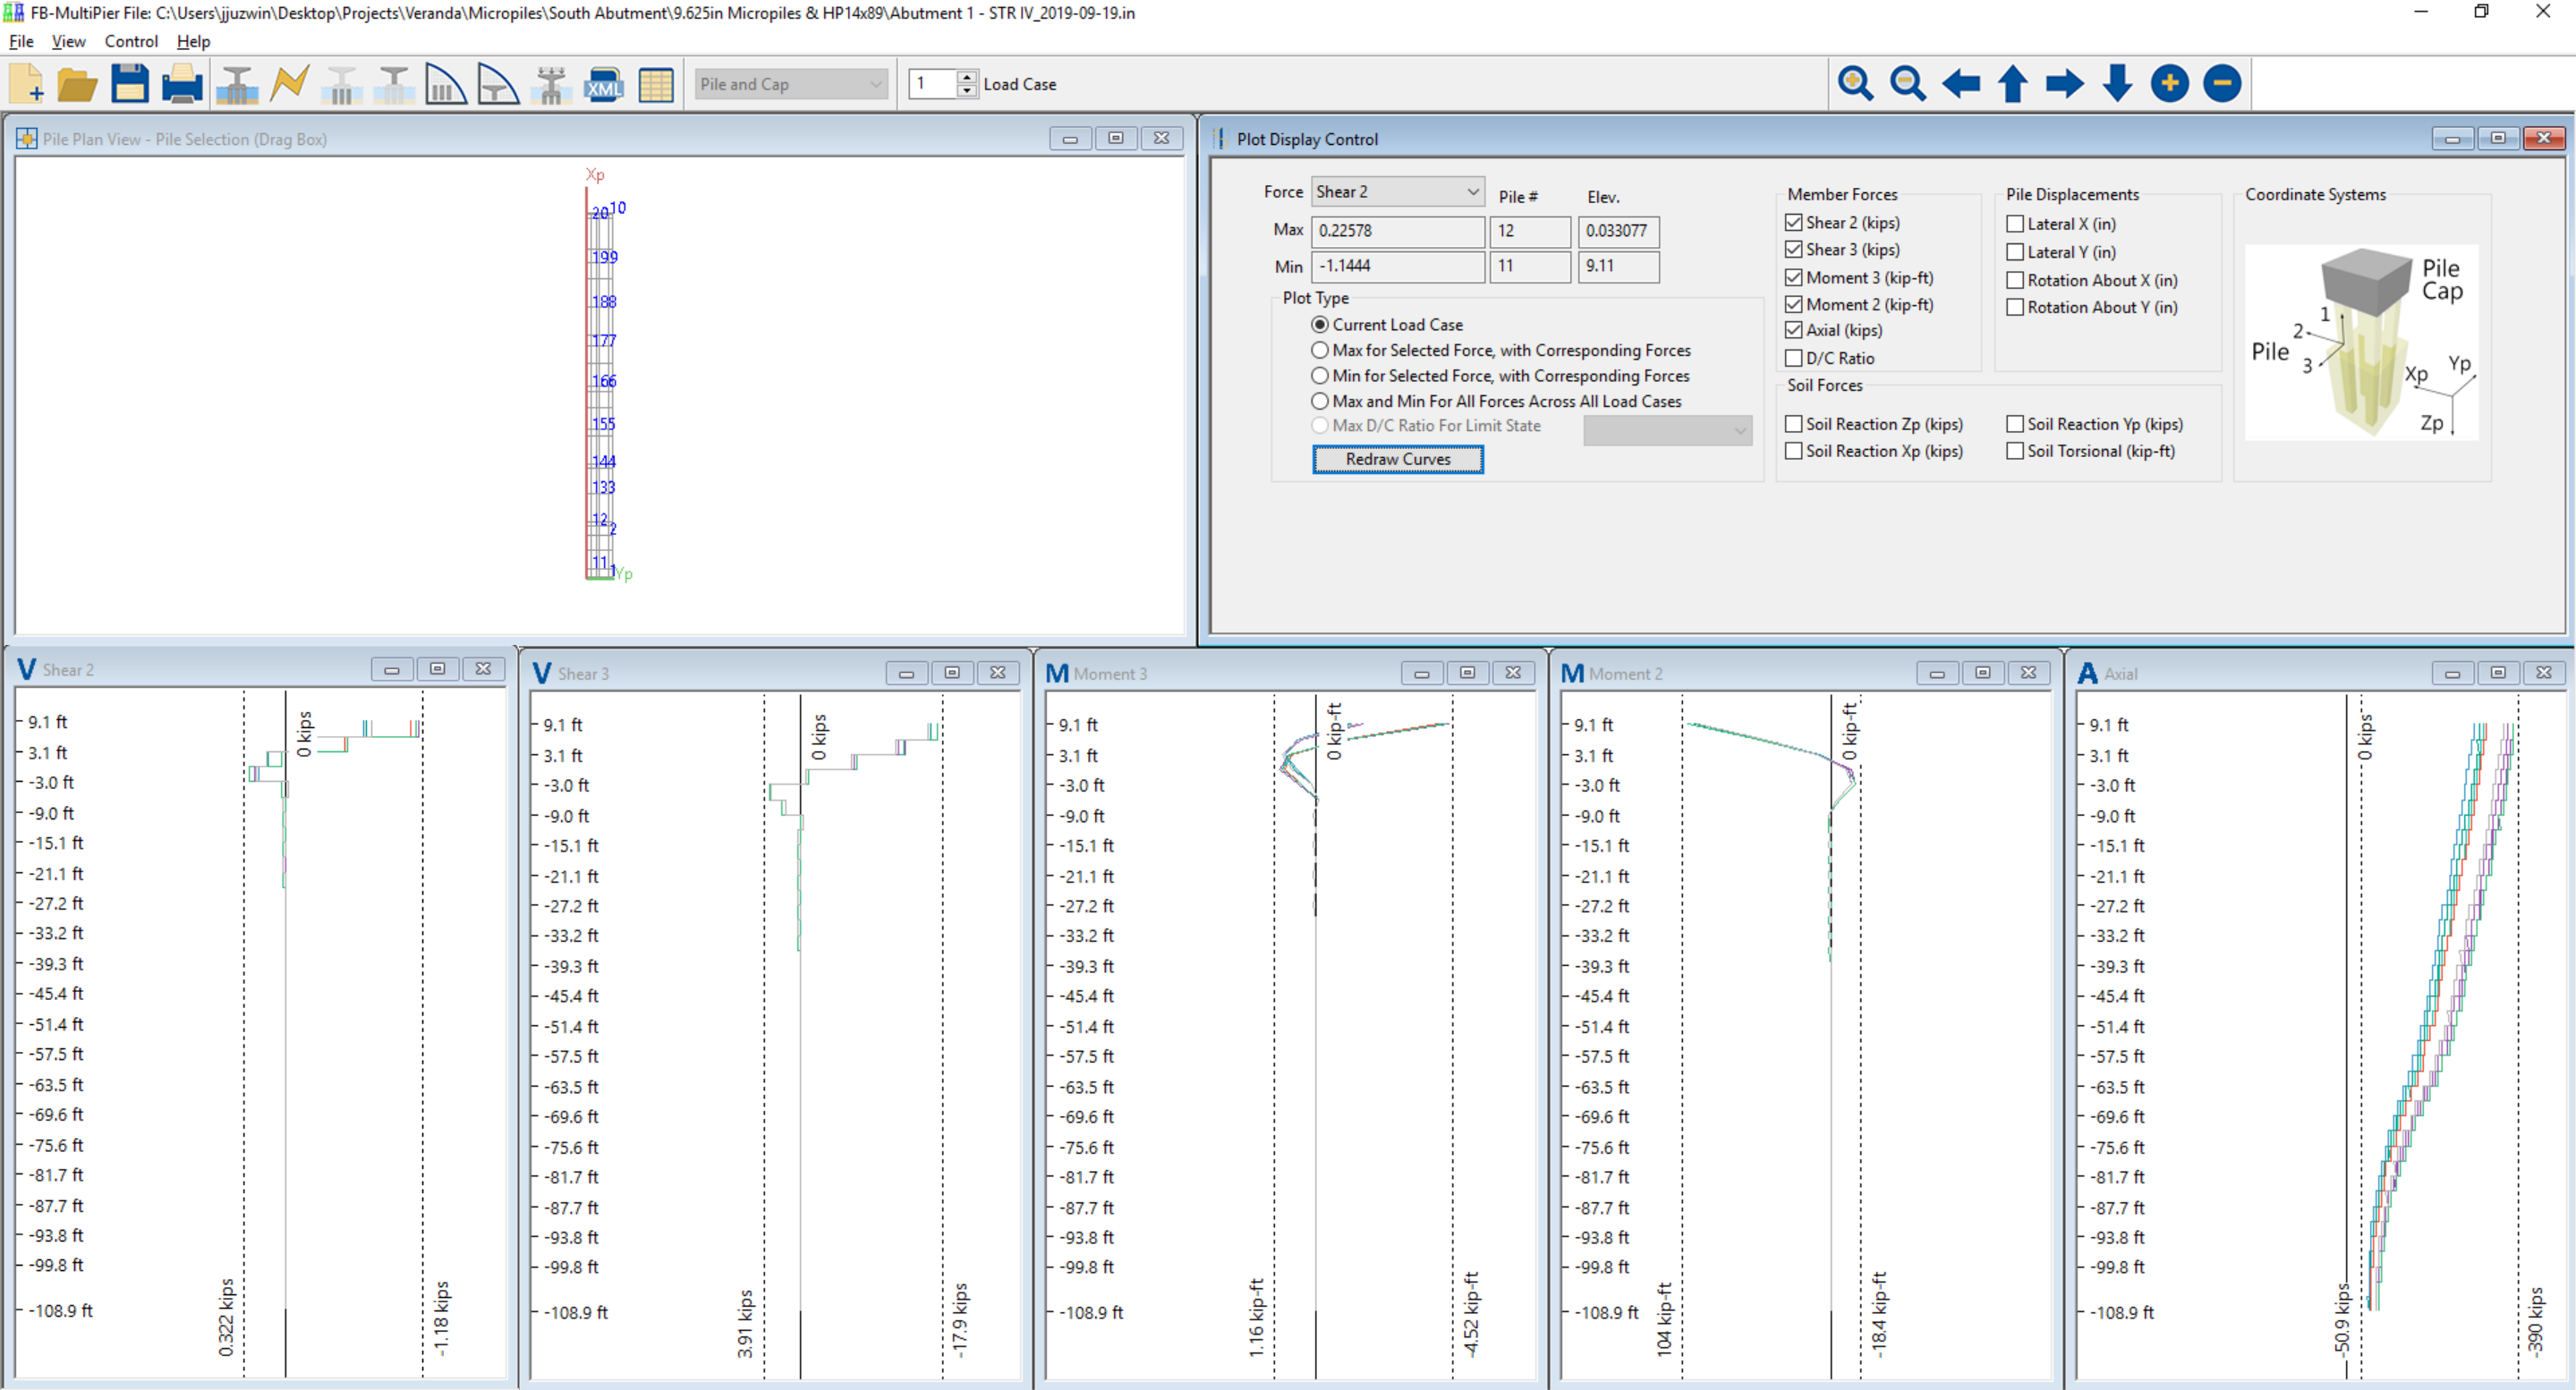 FB-MultiPier File: C:\Users\jjuzwin\Desktop\Projects\Veranda\Micropiles\South Abutment\9.625in Micropiles & HP14x89\Abutment 1 - STR IV_2019-09-19.in
File View Control Help
XML Pile and Cap 1 Load Case
Pile Plan View - Pile Selection (Drag Box)
Xp
20 10
19 9
18 8
17 7
16 6
15 5
14 4
13 3
12 2
11 1
Yp
Plot Display Control
Force Shear 2 Pile # Elev.
Max 0.22578 12 0.033077
Min -1.1444 11 9.11
Plot Type
Current Load Case
Max for Selected Force, with Corresponding Forces
Min for Selected Force, with Corresponding Forces
Max and Min For All Forces Across All Load Cases
Max D/C Ratio For Limit State
Redraw Curves
Member Forces
Shear 2 (kips)
Shear 3 (kips)
Moment 3 (kip-ft)
Moment 2 (kip-ft)
Axial (kips)
D/C Ratio
Pile Displacements
Lateral X (in)
Lateral Y (in)
Rotation About X (in)
Rotation About Y (in)
Soil Forces
Soil Reaction Zp (kips)
Soil Reaction Xp (kips)
Soil Reaction Yp (kips)
Soil Torsional (kip-ft)
Coordinate Systems
Pile
Cap
1
2
Pile
3
Xp
Yp
Zp
V Shear 2
9.1 ft
3.1 ft
-3.0 ft
-9.0 ft
-15.1 ft
-21.1 ft
-27.2 ft
-33.2 ft
-39.3 ft
-45.4 ft
-51.4 ft
-57.5 ft
-63.5 ft
-69.6 ft
-75.6 ft
-81.7 ft
-87.7 ft
-93.8 ft
-99.8 ft
-108.9 ft
0 kips
0.322 kips
-1.18 kips
V Shear 3
9.1 ft
3.1 ft
-3.0 ft
-9.0 ft
-15.1 ft
-21.1 ft
-27.2 ft
-33.2 ft
-39.3 ft
-45.4 ft
-51.4 ft
-57.5 ft
-63.5 ft
-69.6 ft
-75.6 ft
-81.7 ft
-87.7 ft
-93.8 ft
-99.8 ft
-108.9 ft
0 kips
3.91 kips
-17.9 kips
M Moment 3
9.1 ft
3.1 ft
-3.0 ft
-9.0 ft
-15.1 ft
-21.1 ft
-27.2 ft
-33.2 ft
-39.3 ft
-45.4 ft
-51.4 ft
-57.5 ft
-63.5 ft
-69.6 ft
-75.6 ft
-81.7 ft
-87.7 ft
-93.8 ft
-99.8 ft
-108.9 ft
0 kip-ft
1.16 kip-ft
-4.52 kip-ft
M Moment 2
9.1 ft
3.1 ft
-3.0 ft
-9.0 ft
-15.1 ft
-21.1 ft
-27.2 ft
-33.2 ft
-39.3 ft
-45.4 ft
-51.4 ft
-57.5 ft
-63.5 ft
-69.6 ft
-75.6 ft
-81.7 ft
-87.7 ft
-93.8 ft
-99.8 ft
-108.9 ft
0 kip-ft
104 kip-ft
-18.4 kip-ft
A Axial
9.1 ft
3.1 ft
-3.0 ft
-9.0 ft
-15.1 ft
-21.1 ft
-27.2 ft
-33.2 ft
-39.3 ft
-45.4 ft
-51.4 ft
-57.5 ft
-63.5 ft
-69.6 ft
-75.6 ft
-81.7 ft
-87.7 ft
-93.8 ft
-99.8 ft
-108.9 ft
0 kips
-50.9 kips
-390 kips